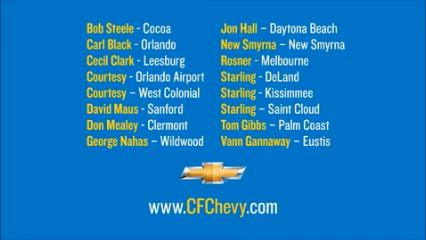 Bob Steele - Cocoa
Carl Black - Orlando
Cecil Clark - Leesburg
Courtesy - Orlando Airport
Courtesy – West Colonial
David Maus - Sanford
Don Mealey - Clermont
George Nahas – Wildwood
Jon Hall – Daytona Beach
New Smyrna – New Smyrna
Rosner - Melbourne
Starling - DeLand
Starling - Kissimmee
Starling – Saint Cloud
Tom Gibbs – Palm Coast
Vann Gannaway – Eustis
www.CFChevy.com